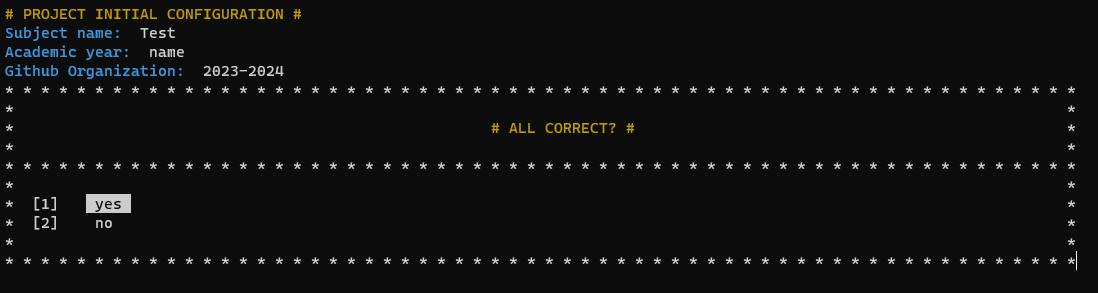 # PROJECT INITIAL CONFIGURATION #
Subject name:  Test
Academic year:  name
Github Organization:  2023-2024
* * * * * * * * * * * * * * * * * * * * * * * * * * * * * * * * * * * * * * * * * * * * * * * * * * * * * * * * * * * *
*                                                                                                                     *
*                                                     # ALL CORRECT? #                                                *
*                                                                                                                     *
* * * * * * * * * * * * * * * * * * * * * * * * * * * * * * * * * * * * * * * * * * * * * * * * * * * * * * * * * * * *
*                                                                                                                     *
*  [1]    yes                                                                                                         *
*  [2]    no                                                                                                          *
*                                                                                                                     *
* * * * * * * * * * * * * * * * * * * * * * * * * * * * * * * * * * * * * * * * * * * * * * * * * * * * * * * * * * * *